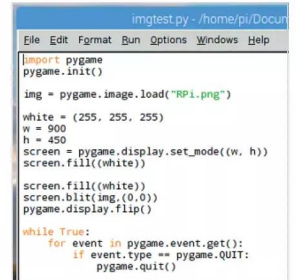 imgtest.py - /home/pi/Docum
File Edit Format Run Options Windows Help
import pygame
pygame.init()
img = pygame.image.load("RPi.png")
white = (255, 255, 255)
w = 900
h = 450
screen = pygame.display.set_mode((w, h))
screen.fill((white))
screen.fill((white))
screen.blit(img,(0,0))
pygame.display.flip()
while True:
    for event in pygame.event.get():
        if event.type == pygame.QUIT:
            pygame.quit()